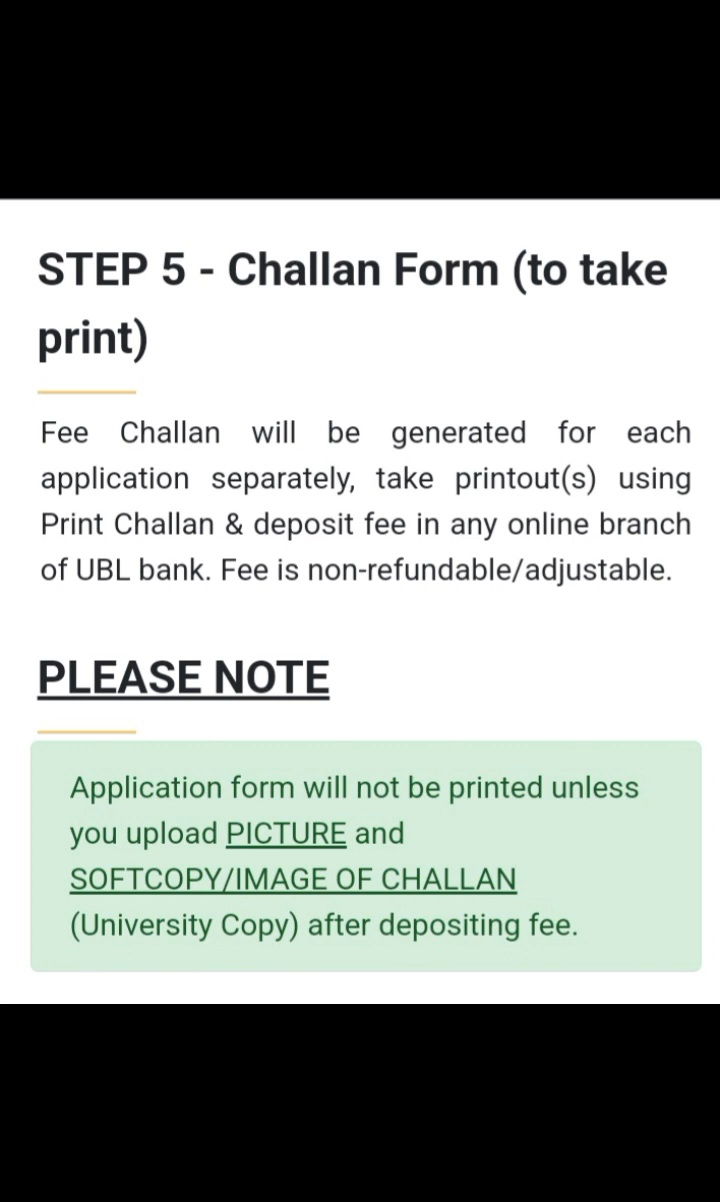 STEP 5 - Challan Form (to take
print)
Fee Challan will be generated for each
application separately, take printout(s) using
Print Challan & deposit fee in any online branch
of UBL bank. Fee is non-refundable/adjustable.
PLEASE NOTE
Application form will not be printed unless
you upload PICTURE and
SOFTCOPY/IMAGE OF CHALLAN
(University Copy) after depositing fee.